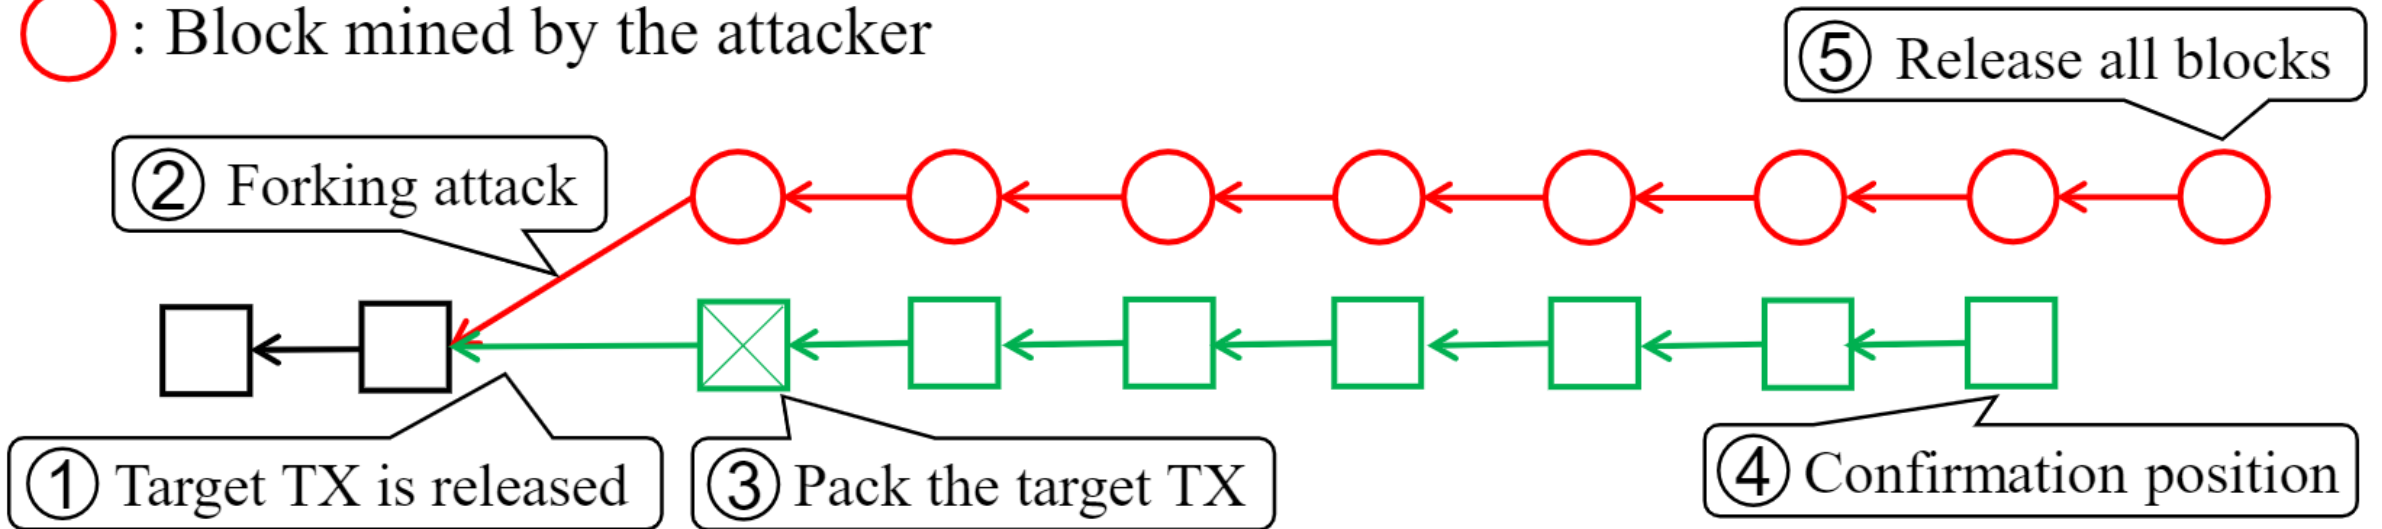 : Block mined by the attacker
⑤ Release all blocks
② Forking attack
① Target TX is released
③ Pack the target TX
④ Confirmation position